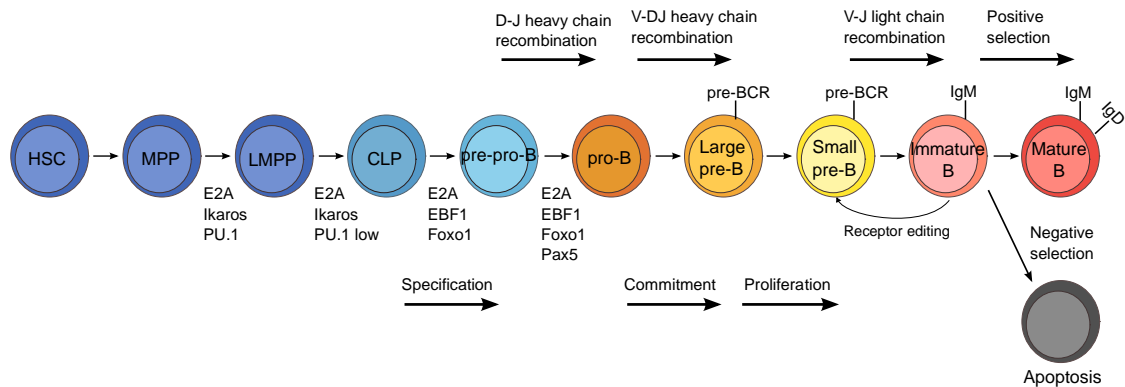 D-J heavy chain
recombination
V-DJ heavy chain
recombination
V-J light chain
recombination
Positive
selection
pre-BCR
pre-BCR
IgM
IgM
IgD
HSC
MPP
LMPP
CLP
pre-pro-B
pro-B
Large
pre-B
Small
pre-B
Immature
B
Mature
B
E2A
Ikaros
PU.1
E2A
Ikaros
PU.1 low
E2A
EBF1
Foxo1
E2A
EBF1
Foxo1
Pax5
Receptor editing
Negative
selection
Specification
Commitment
Proliferation
Apoptosis